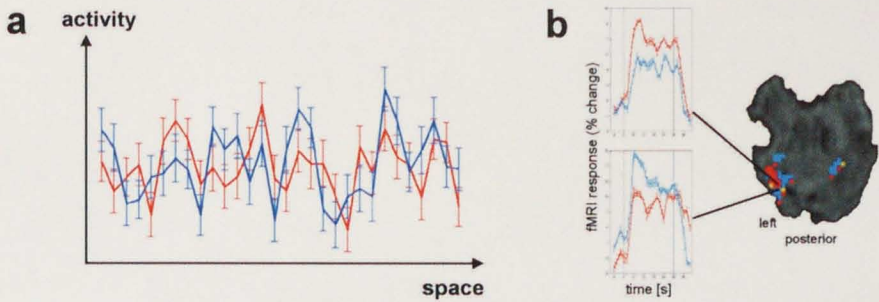 a
activity
space
b
fMRI response (% change)
time [s]
left
posterior